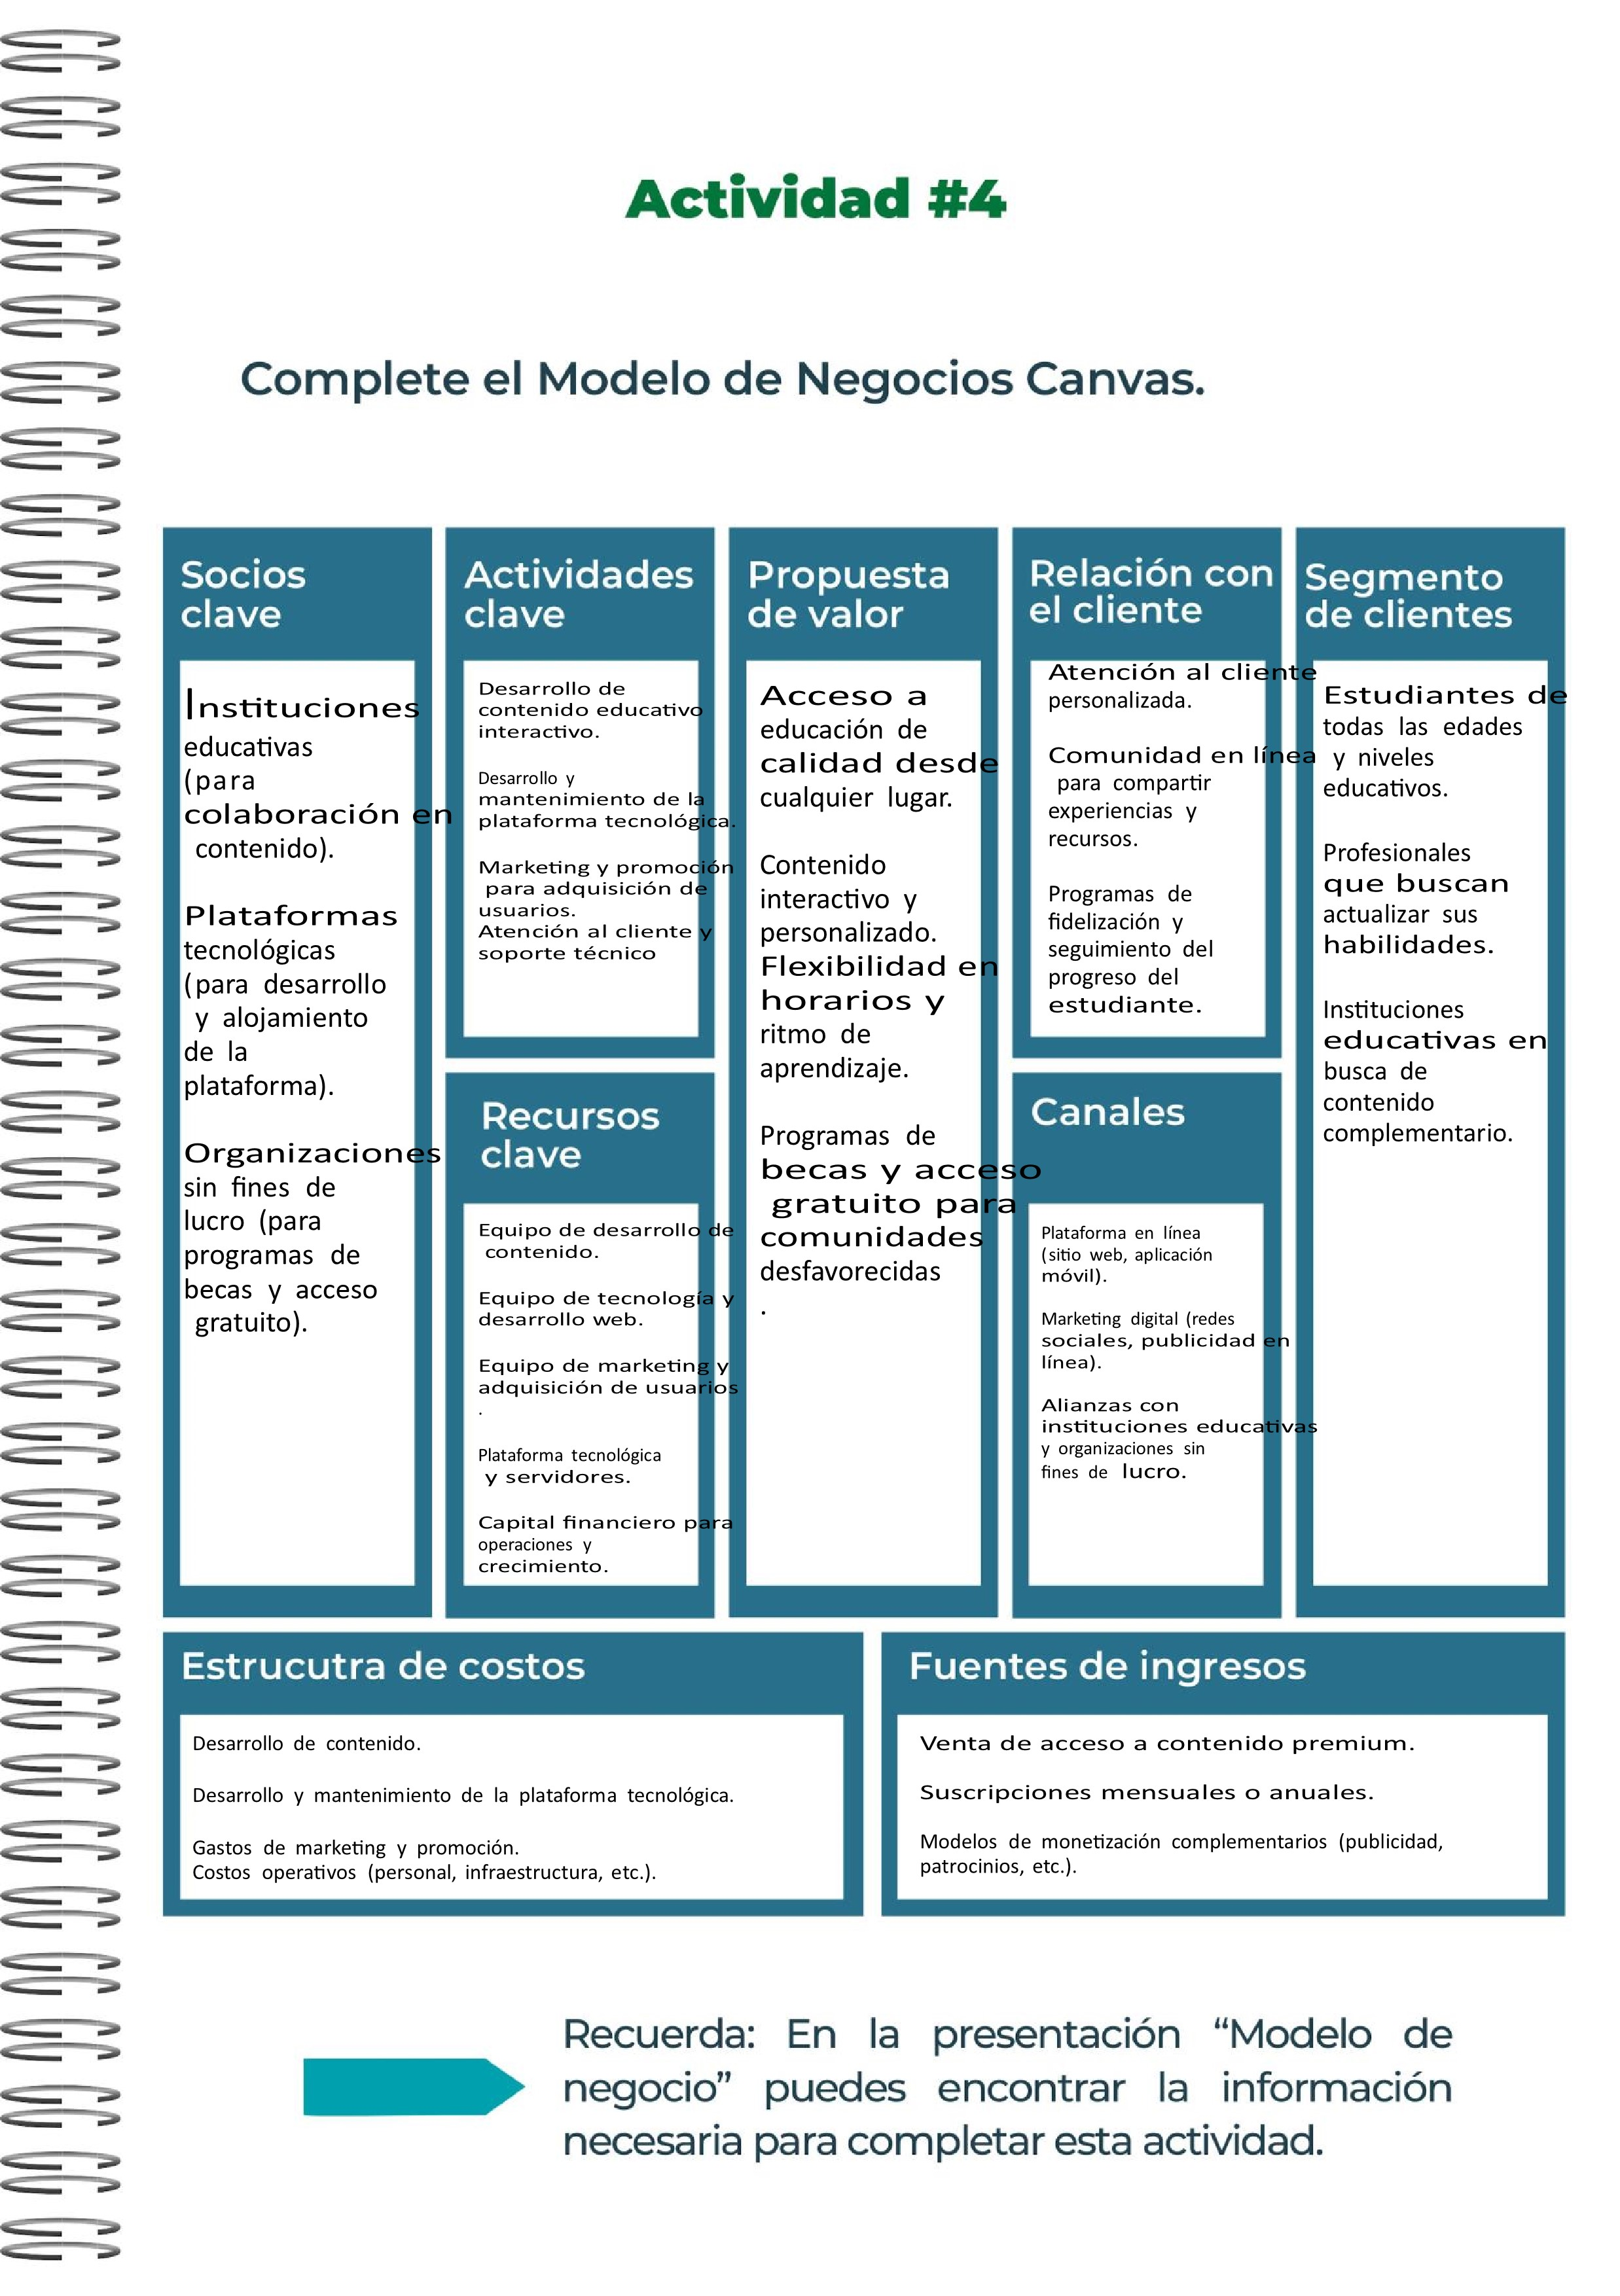 Actividad #4
Complete el Modelo de Negocios Canvas.
Socios
clave
Instituciones
educativas
(para
colaboración en
contenido).
Plataformas
tecnológicas
(para desarrollo
y alojamiento
de la
plataforma).
Organizaciones
sin fines de
lucro (para
programas de
becas y acceso
gratuito).
Actividades
clave
Desarrollo de
contenido educativo
interactivo.
Desarrollo y
mantenimiento de la
plataforma tecnológica.
Marketing y promoción
para adquisición de
usuarios.
Atención al cliente y
soporte técnico
Recursos
clave
Equipo de desarrollo de
contenido.
Equipo de tecnología y
desarrollo web.
Equipo de marketing y
adquisición de usuarios
.
Plataforma tecnológica
y servidores.
Capital financiero para
operaciones y
crecimiento.
Propuesta
de valor
Acceso a
educación de
calidad desde
cualquier lugar.
Contenido
interactivo y
personalizado.
Flexibilidad en
horarios y
ritmo de
aprendizaje.
Programas de
becas y acceso
gratuito para
comunidades
desfavorecidas
.
Relación con
el cliente
Atención al cliente
personalizada.
Comunidad en línea
para compartir
experiencias y
recursos.
Programas de
fidelización y
seguimiento del
progreso del
estudiante.
Canales
Plataforma en línea
(sitio web, aplicación
móvil).
Marketing digital (redes
sociales, publicidad en
línea).
Alianzas con
instituciones educativas
y organizaciones sin
fines de lucro.
Segmento
de clientes
Estudiantes de
todas las edades
y niveles
educativos.
Profesionales
que buscan
actualizar sus
habilidades.
Instituciones
educativas en
busca de
contenido
complementario.
Estrucutra de costos
Desarrollo de contenido.
Desarrollo y mantenimiento de la plataforma tecnológica.
Gastos de marketing y promoción.
Costos operativos (personal, infraestructura, etc.).
Fuentes de ingresos
Venta de acceso a contenido premium.
Suscripciones mensuales o anuales.
Modelos de monetización complementarios (publicidad,
patrocinios, etc.).
Recuerda: En la presentación “Modelo de
negocio” puedes encontrar la información
necesaria para completar esta actividad.